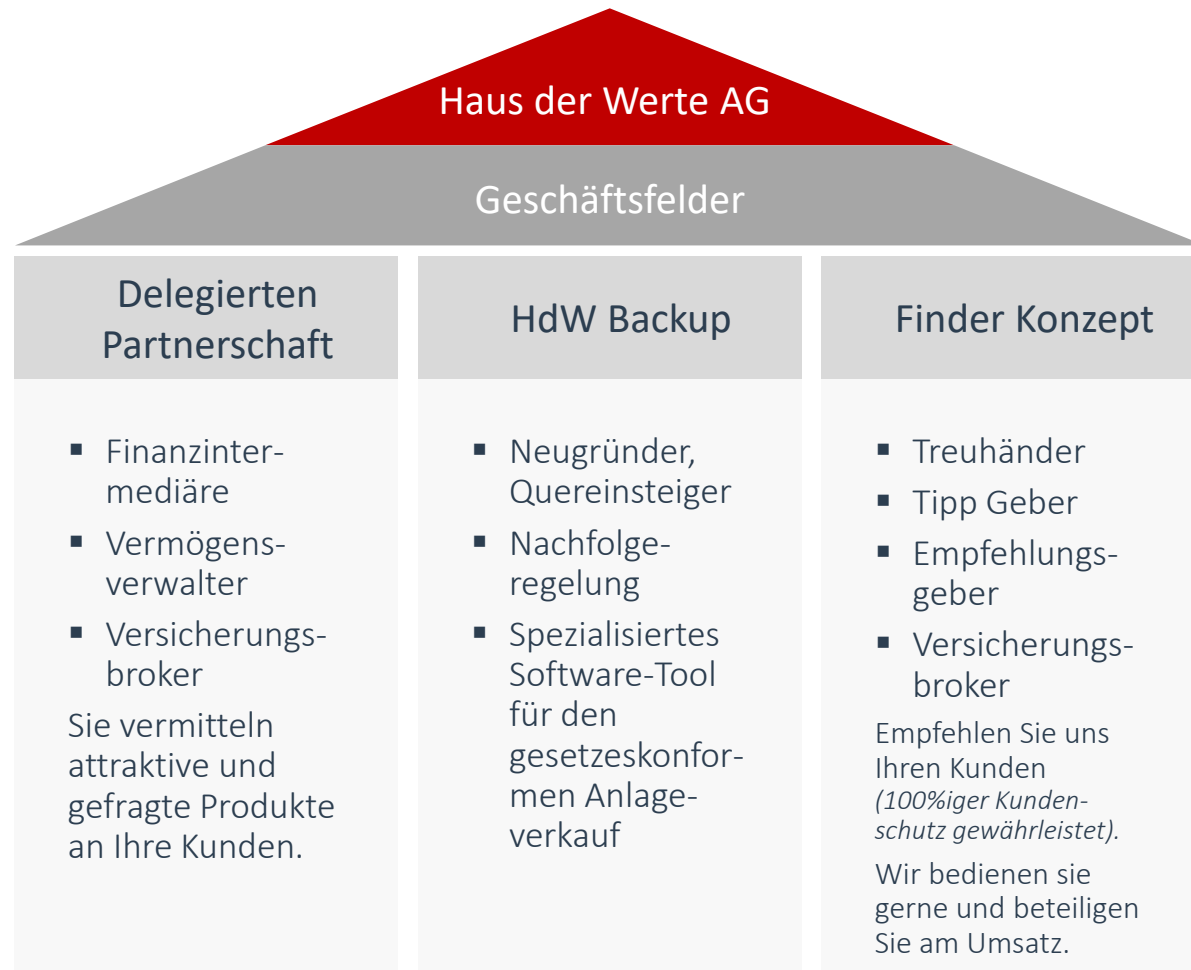 Haus der Werte AG
Geschäftsfelder
Delegierten
Partnerschaft
▪ Finanzinter-
mediäre
▪ Vermögens-
verwalter
▪ Versicherungs-
broker
Sie vermitteln
attraktive und
gefragte Produkte
an Ihre Kunden.
HdW Backup
▪ Neugründer,
Quereinsteiger
▪ Nachfolge-
regelung
▪ Spezialisiertes
Software-Tool
für den
gesetzeskonfor-
men Anlage-
verkauf
Finder Konzept
▪ Treuhänder
▪ Tipp Geber
▪ Empfehlungs-
geber
▪ Versicherungs-
broker
Empfehlen Sie uns
Ihren Kunden
(100%iger Kunden-
schutz gewährleistet).
Wir bedienen sie
gerne und beteiligen
Sie am Umsatz.